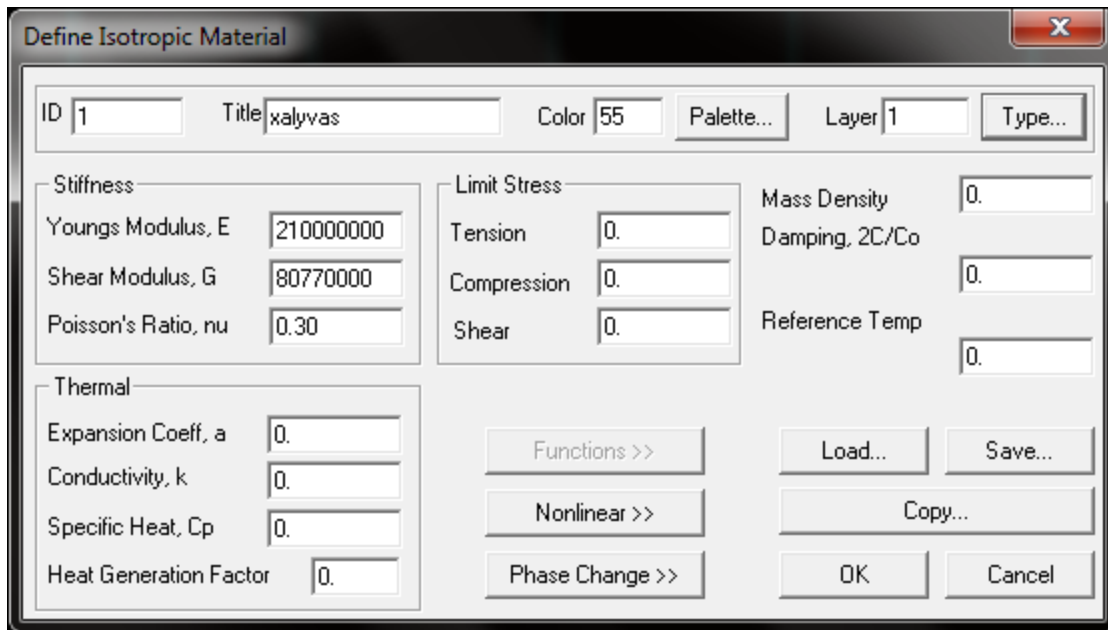 Define Isotropic Material
ID 1 Title xalyvas Color 55 Palette... Layer 1 Type...
Stiffness
Youngs Modulus, E 210000000
Shear Modulus, G 80770000
Poisson's Ratio, nu 0.30
Limit Stress
Tension 0.
Compression 0.
Shear 0.
Mass Density 0.
Damping, 2C/Co
0.
Reference Temp
0.
Thermal
Expansion Coeff, a 0.
Conductivity, k 0.
Specific Heat, Cp 0.
Heat Generation Factor 0.
Functions >>
Nonlinear >>
Phase Change >>
Load... Save...
Copy...
OK Cancel